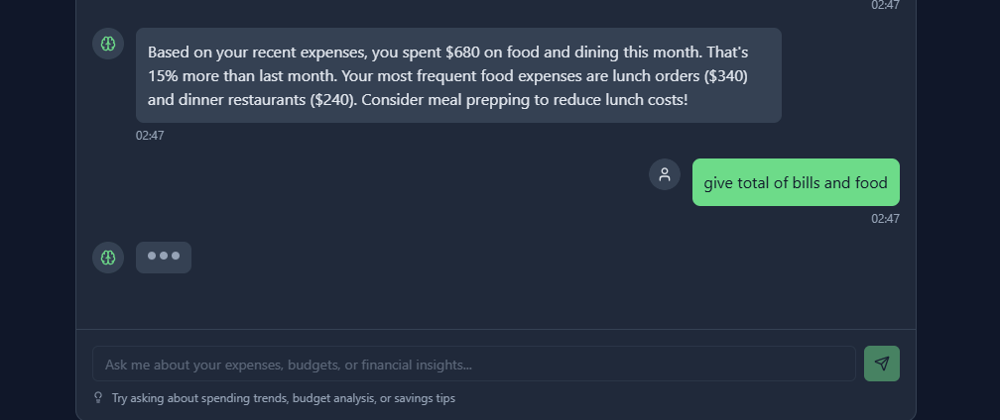 02:47
Based on your recent expenses, you spent $680 on food and dining this month. That's
15% more than last month. Your most frequent food expenses are lunch orders ($340)
and dinner restaurants ($240). Consider meal prepping to reduce lunch costs!
02:47
give total of bills and food
02:47
Ask me about your expenses, budgets, or financial insights...
Try asking about spending trends, budget analysis, or savings tips